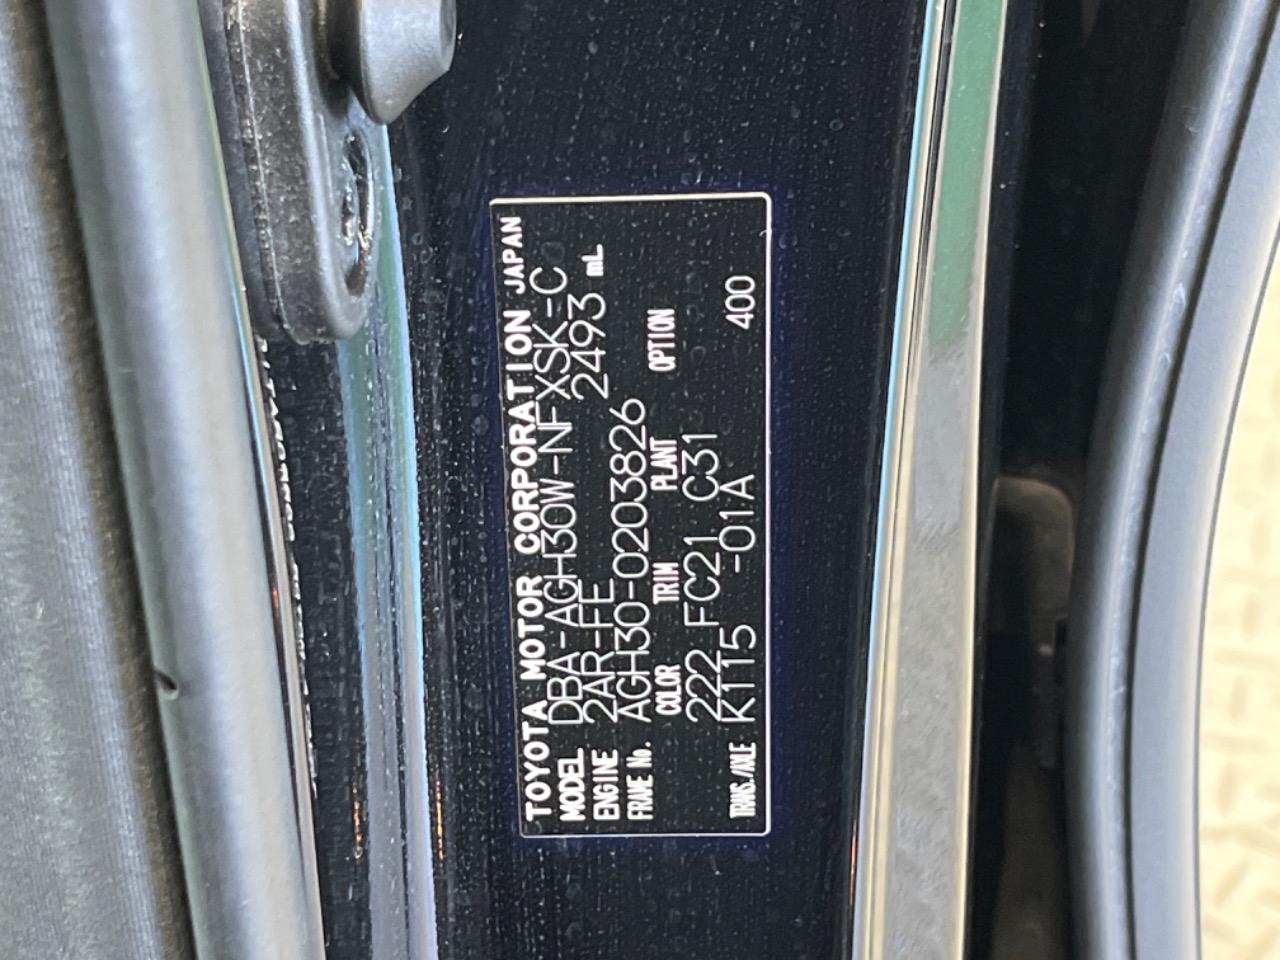 TOYOTA MOTOR CORPORATION JAPAN
MODEL DBA-AGH30W-NFXSK-C
ENGINE 2AR-FE 2493 mL
FRAME No. AGH30-0203826
COLOR TRIM PLANT OPTION
222 FC21 C31
TRANS./AXLE K115 -01A 400